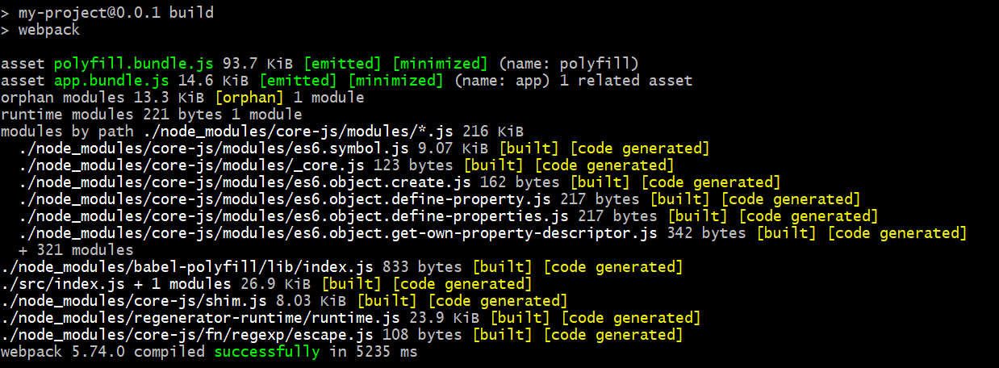 > my-project@0.0.1 build
> webpack
asset polyfill.bundle.js 93.7 KiB [emitted] [minimized] (name: polyfill)
asset app.bundle.js 14.6 KiB [emitted] [minimized] (name: app) 1 related asset
orphan modules 13.3 KiB [orphan] 1 module
runtime modules 221 bytes 1 module
modules by path ./node_modules/core-js/modules/*.js 216 KiB
  ./node_modules/core-js/modules/es6.symbol.js 9.07 KiB [built] [code generated]
  ./node_modules/core-js/modules/_core.js 123 bytes [built] [code generated]
  ./node_modules/core-js/modules/es6.object.create.js 162 bytes [built] [code generated]
  ./node_modules/core-js/modules/es6.object.define-property.js 217 bytes [built] [code generated]
  ./node_modules/core-js/modules/es6.object.define-properties.js 217 bytes [built] [code generated]
  ./node_modules/core-js/modules/es6.object.get-own-property-descriptor.js 342 bytes [built] [code generated]
  + 321 modules
./node_modules/babel-polyfill/lib/index.js 833 bytes [built] [code generated]
./src/index.js + 1 modules 26.9 KiB [built] [code generated]
./node_modules/core-js/shim.js 8.03 KiB [built] [code generated]
./node_modules/regenerator-runtime/runtime.js 23.9 KiB [built] [code generated]
./node_modules/core-js/fn/regexp/escape.js 108 bytes [built] [code generated]
webpack 5.74.0 compiled successfully in 5235 ms